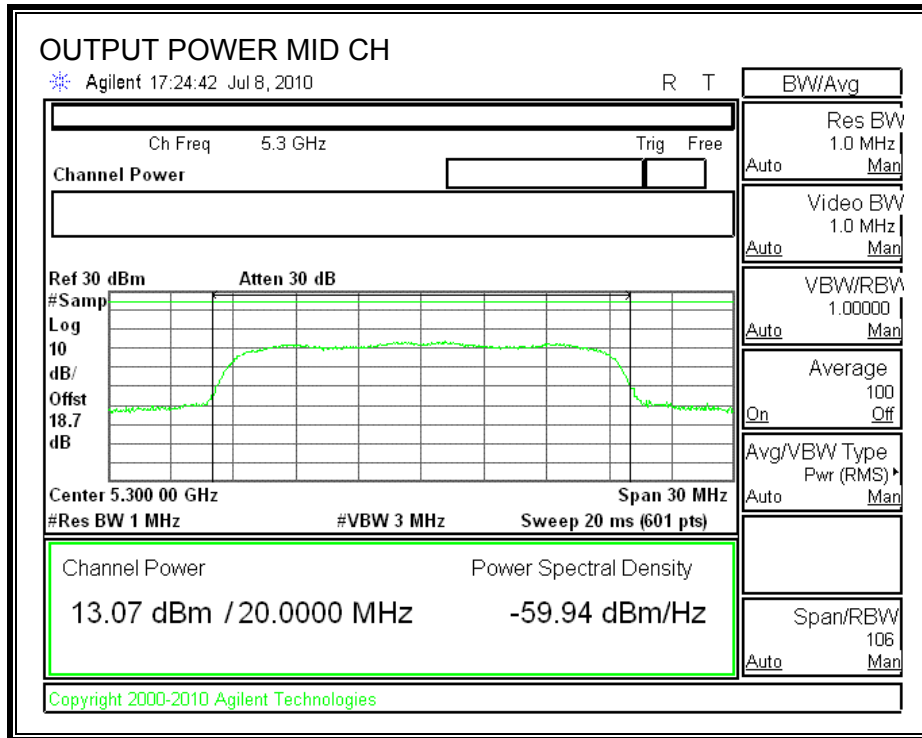 OUTPUT POWER MID CH
Agilent 17:24:42 Jul 8, 2010
R T
BW/Avg
Ch Freq 5.3 GHz
Trig Free
Channel Power
Res BW
1.0 MHz
Auto Man
Video BW
1.0 MHz
Auto Man
VBW/RBW
1.00000
Auto Man
Average
100
On Off
Avg/VBW Type
Pwr (RMS)
Auto Man
Span/RBW
106
Auto Man
Ref 30 dBm Atten 30 dB
#Samp
Log
10
dB/
Offst
18.7
dB
Center 5.300 00 GHz Span 30 MHz
#Res BW 1 MHz #VBW 3 MHz Sweep 20 ms (601 pts)
Channel Power Power Spectral Density
13.07 dBm / 20.0000 MHz -59.94 dBm/Hz
Copyright 2000-2010 Agilent Technologies